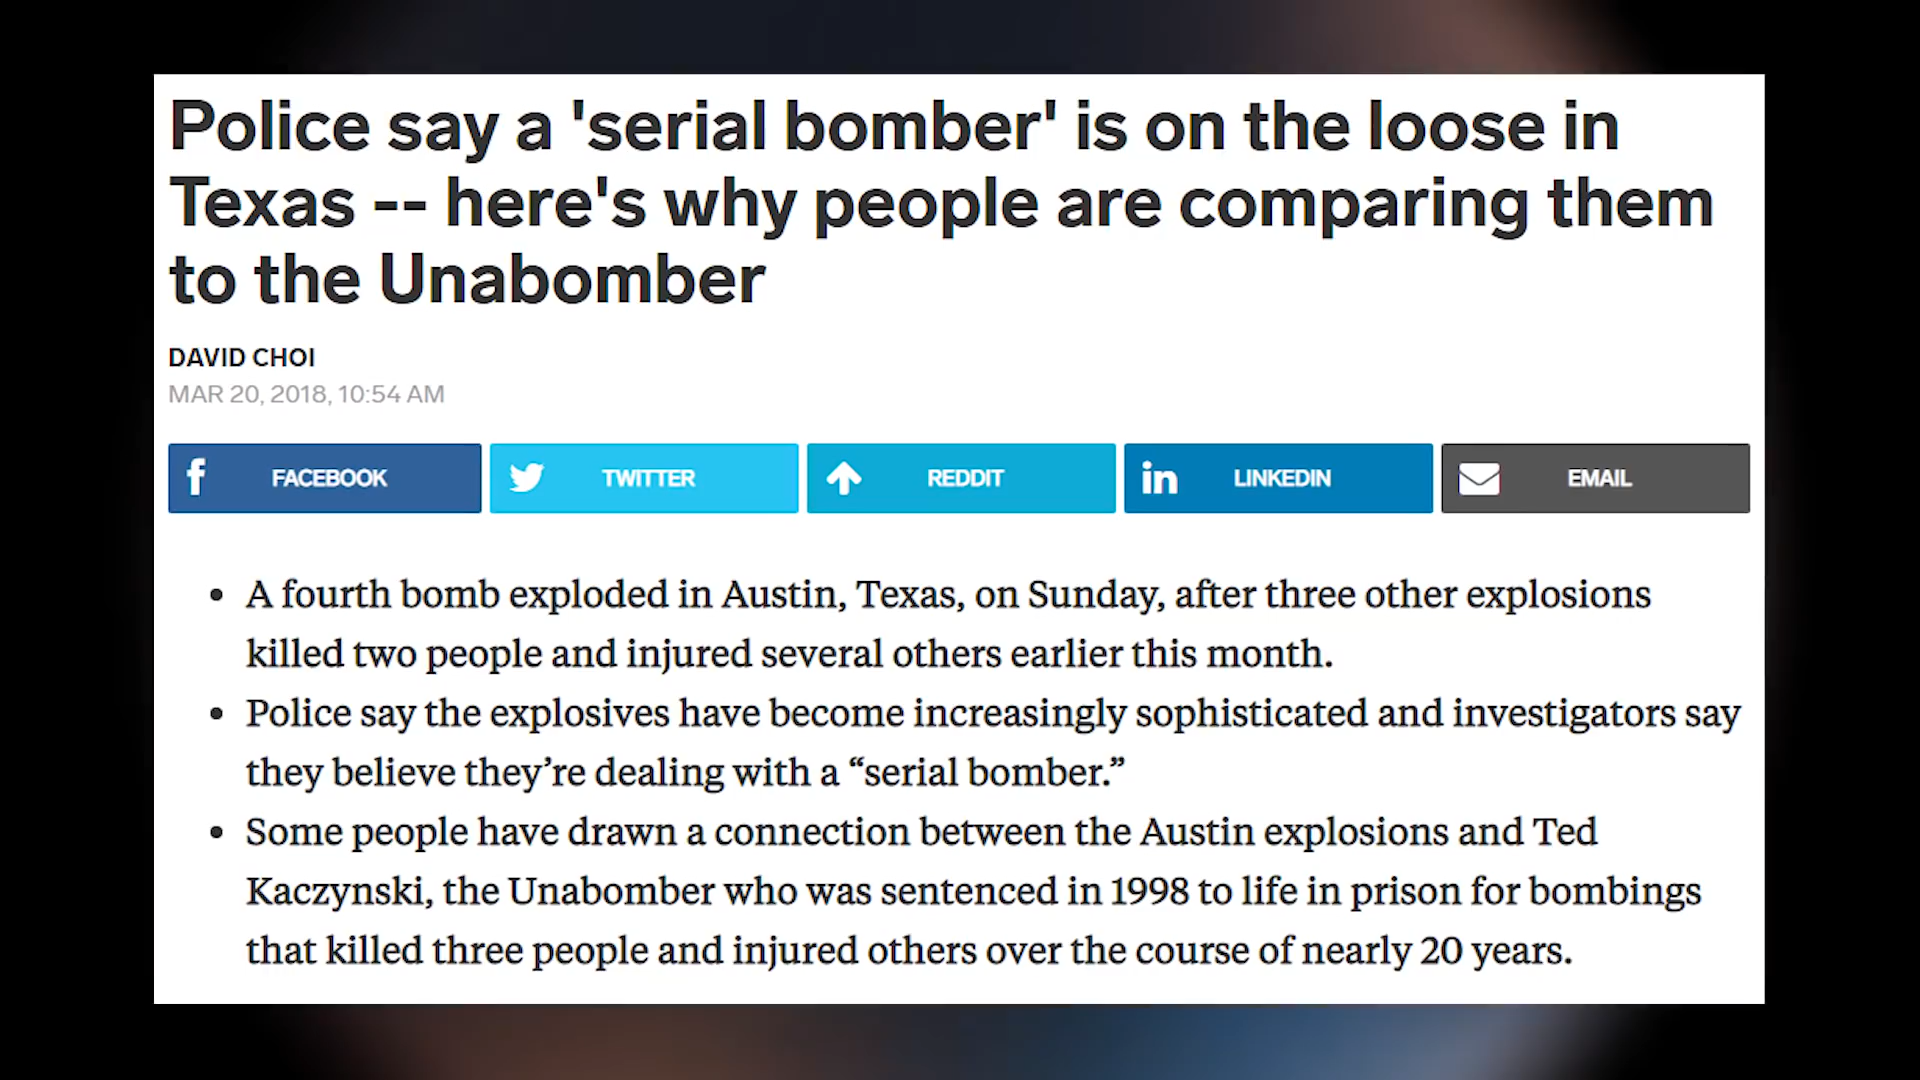 Police say a 'serial bomber' is on the loose in
Texas -- here's why people are comparing them
to the Unabomber
DAVID CHOI
MAR 20, 2018, 10:54 AM
FACEBOOK
TWITTER
REDDIT
LINKEDIN
EMAIL
• A fourth bomb exploded in Austin, Texas, on Sunday, after three other explosions
killed two people and injured several others earlier this month.
• Police say the explosives have become increasingly sophisticated and investigators say
they believe they’re dealing with a “serial bomber.”
• Some people have drawn a connection between the Austin explosions and Ted
Kaczynski, the Unabomber who was sentenced in 1998 to life in prison for bombings
that killed three people and injured others over the course of nearly 20 years.